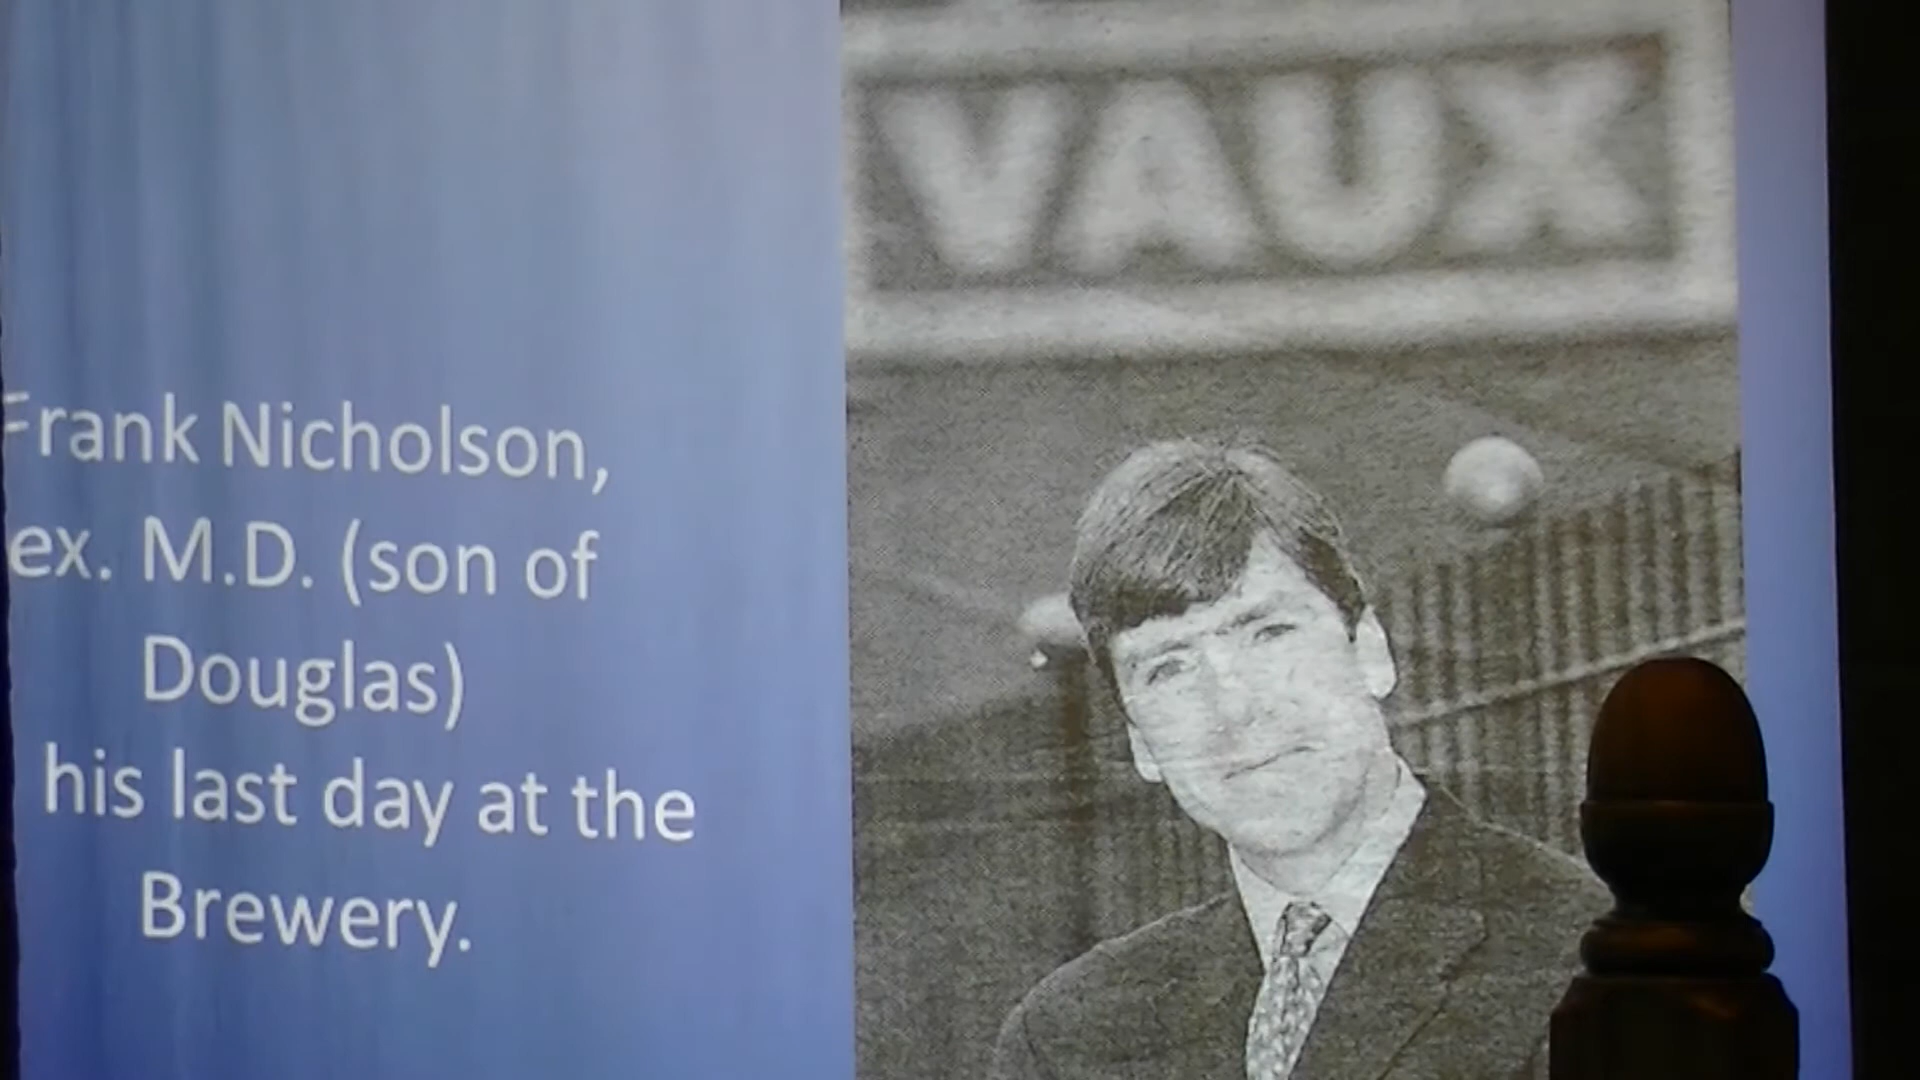 VAUX
Frank Nicholson,
ex. M.D. (son of
Douglas)
his last day at the
Brewery.